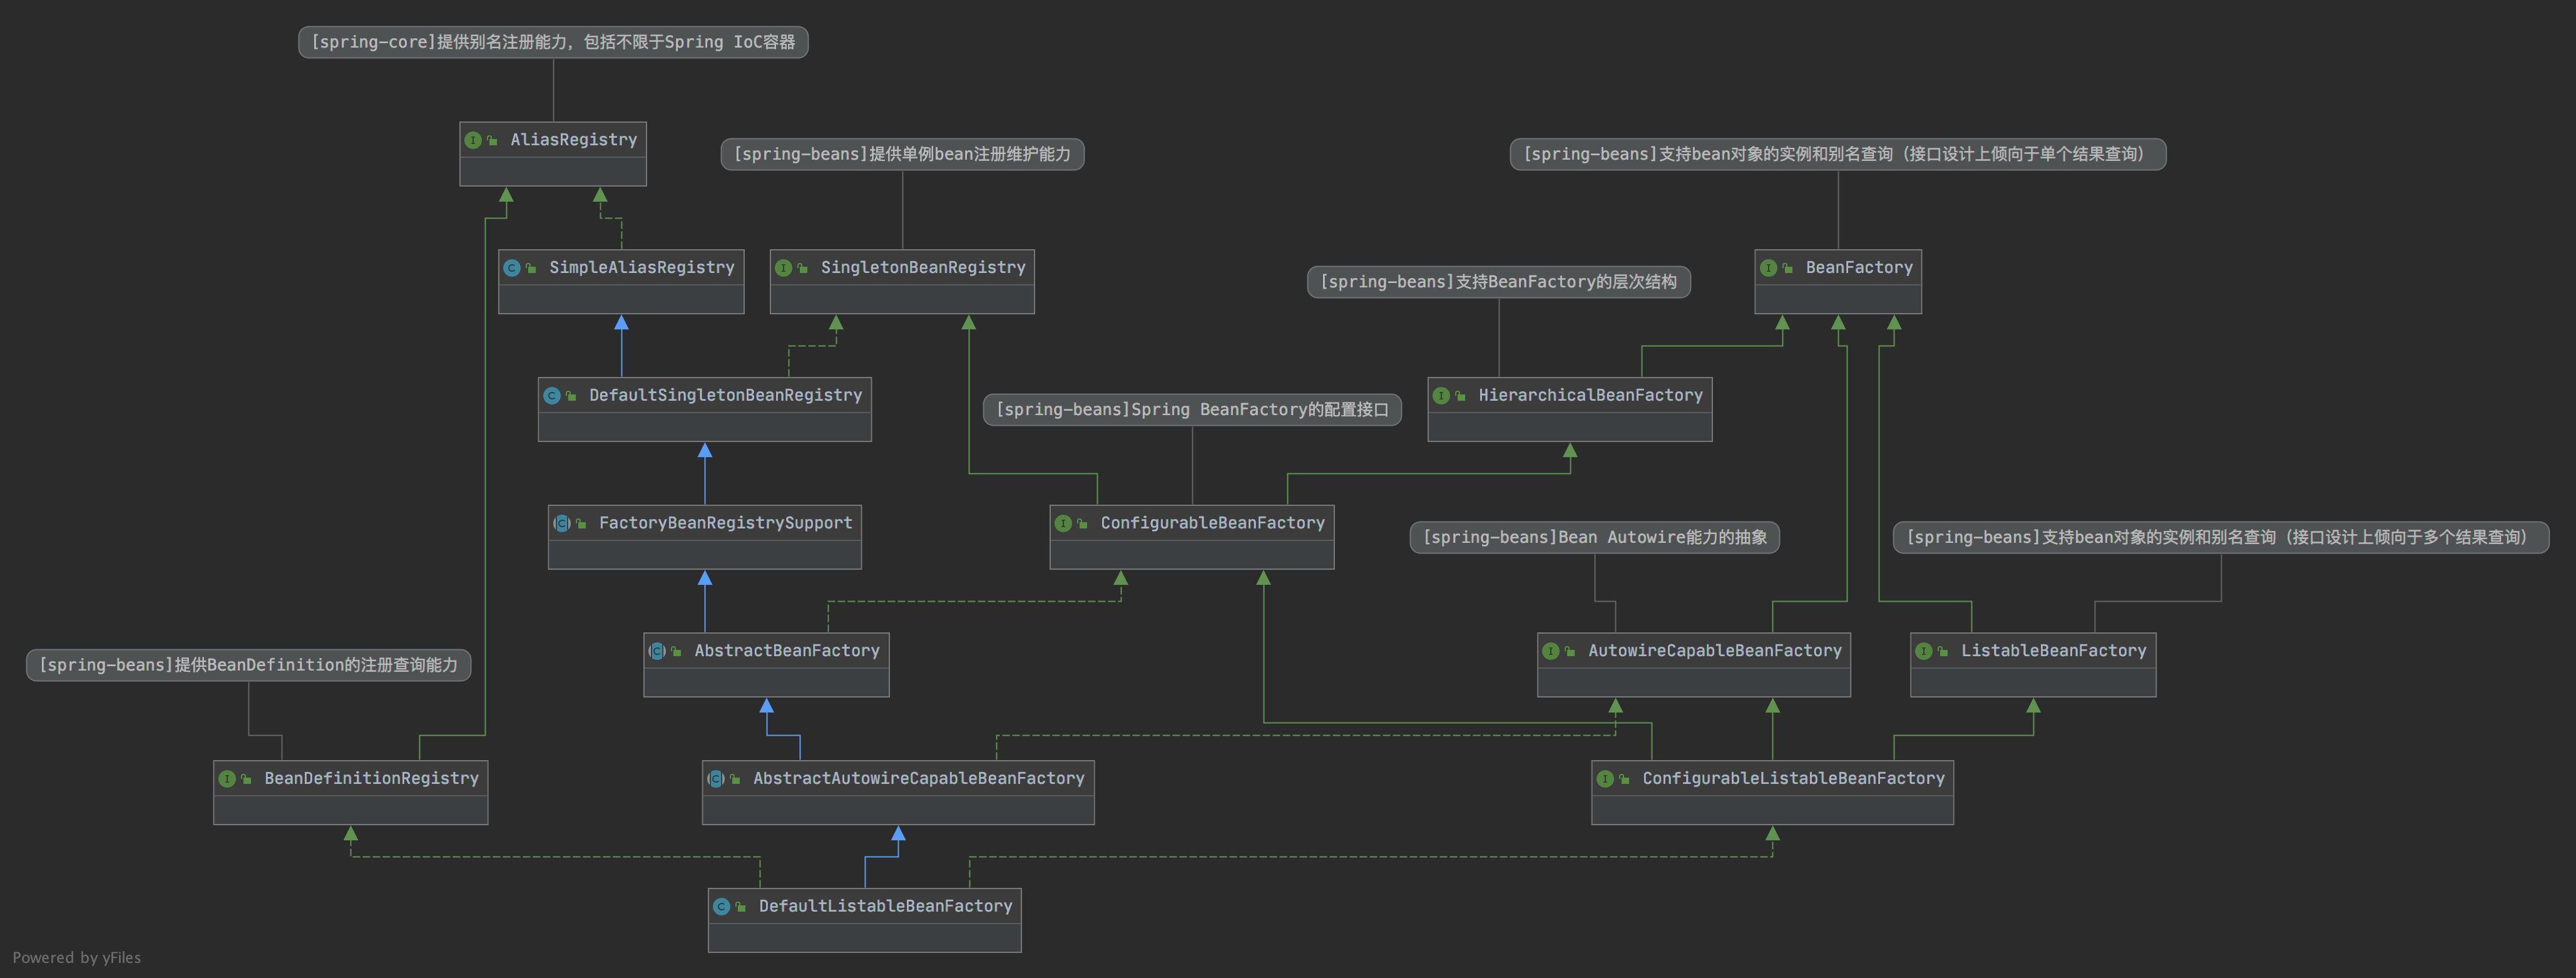 [spring-core]提供别名注册能力，包括不限于Spring IoC容器
AliasRegistry
[spring-beans]提供单例bean注册维护能力
[spring-beans]支持bean对象的实例和别名查询（接口设计上倾向于单个结果查询）
SimpleAliasRegistry
SingletonBeanRegistry
BeanFactory
[spring-beans]支持BeanFactory的层次结构
DefaultSingletonBeanRegistry
HierarchicalBeanFactory
[spring-beans]Spring BeanFactory的配置接口
FactoryBeanRegistrySupport
ConfigurableBeanFactory
[spring-beans]Bean Autowire能力的抽象
[spring-beans]支持bean对象的实例和别名查询（接口设计上倾向于多个结果查询）
AbstractBeanFactory
AutowireCapableBeanFactory
ListableBeanFactory
[spring-beans]提供BeanDefinition的注册查询能力
BeanDefinitionRegistry
AbstractAutowireCapableBeanFactory
ConfigurableListableBeanFactory
DefaultListableBeanFactory
Powered by yFiles